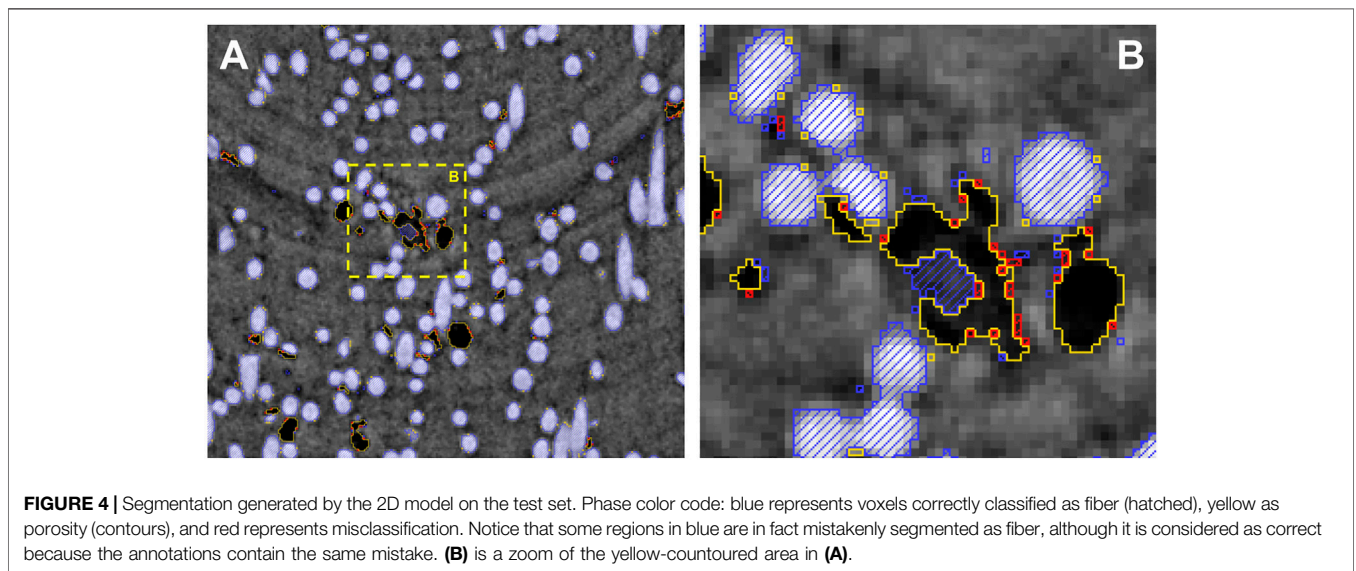 A
B
B
FIGURE 4 | Segmentation generated by the 2D model on the test set. Phase color code: blue represents voxels correctly classified as fiber (hatched), yellow as
porosity (contours), and red represents misclassification. Notice that some regions in blue are in fact mistakenly segmented as fiber, although it is considered as correct
because the annotations contain the same mistake. (B) is a zoom of the yellow-countoured area in (A).